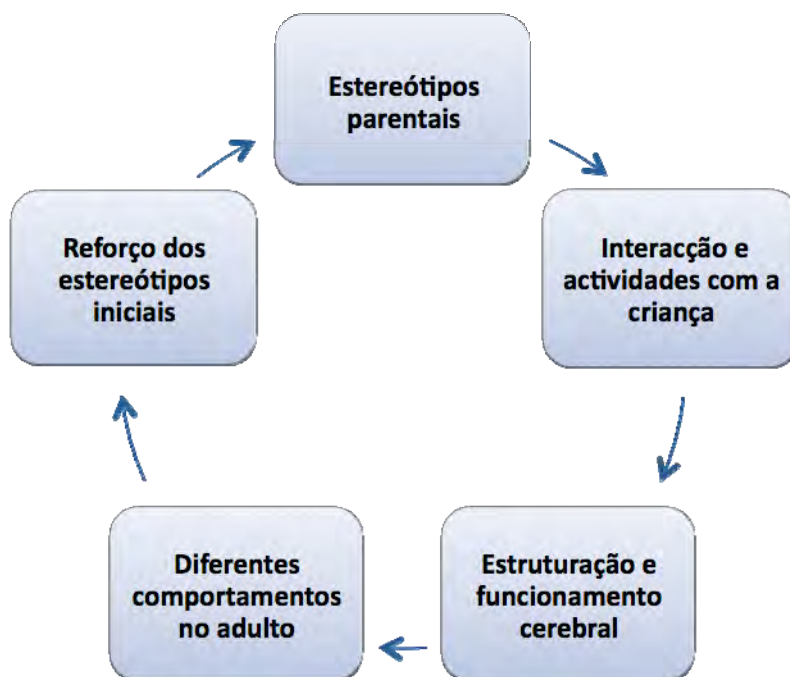 Estereótipos
parentais
Interacção e
actividades com a
criança
Estruturação e
funcionamento
cerebral
Diferentes
comportamentos
no adulto
Reforço dos
estereótipos
iniciais